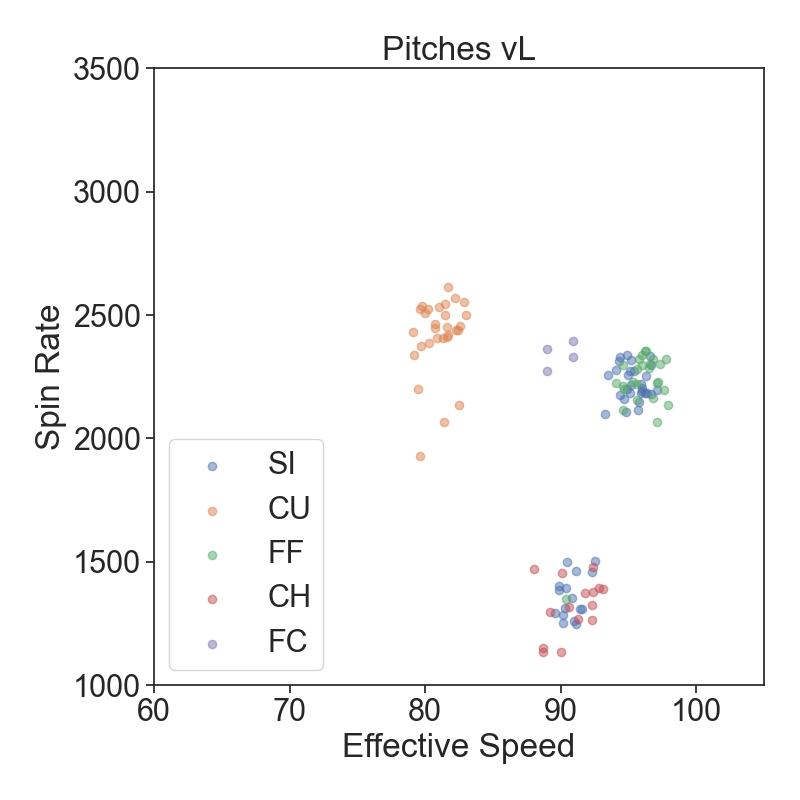 Pitches vL
3500
3000
2500
2000
1500
1000
Spin Rate
SI
CU
FF
CH
FC
60 70 80 90 100
Effective Speed